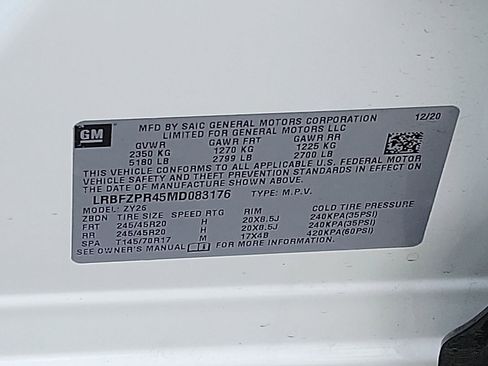 GM
MFD BY SAIC GENERAL MOTORS CORPORATION 12/20
LIMITED FOR GENERAL MOTORS LLC
GVWR GAWR FRT GAWR RR
2350 KG 1270 KG 1225 KG
5180 LB 2799 LB 2700 LB
THIS VEHICLE CONFORMS TO ALL APPLICABLE U.S. FEDERAL MOTOR
VEHICLE SAFETY AND THEFT PREVENTION STANDARDS IN EFFECT ON
THE DATE OF MANUFACTURE SHOWN ABOVE.
LRBFZPR45MD083176 TYPE: M.P.V.
MODEL: ZY26
ZBDN TIRE SIZE SPEED RTG RIM COLD TIRE PRESSURE
FRT 245/45R20 H 20X8.5J 240KPA(35PSI)
RR 245/45R20 H 20X8.5J 240KPA(35PSI)
SPA T145/70R17 M 17X4B 420KPA(60PSI)
SEE OWNER'S MANUAL FOR MORE INFORMATION.